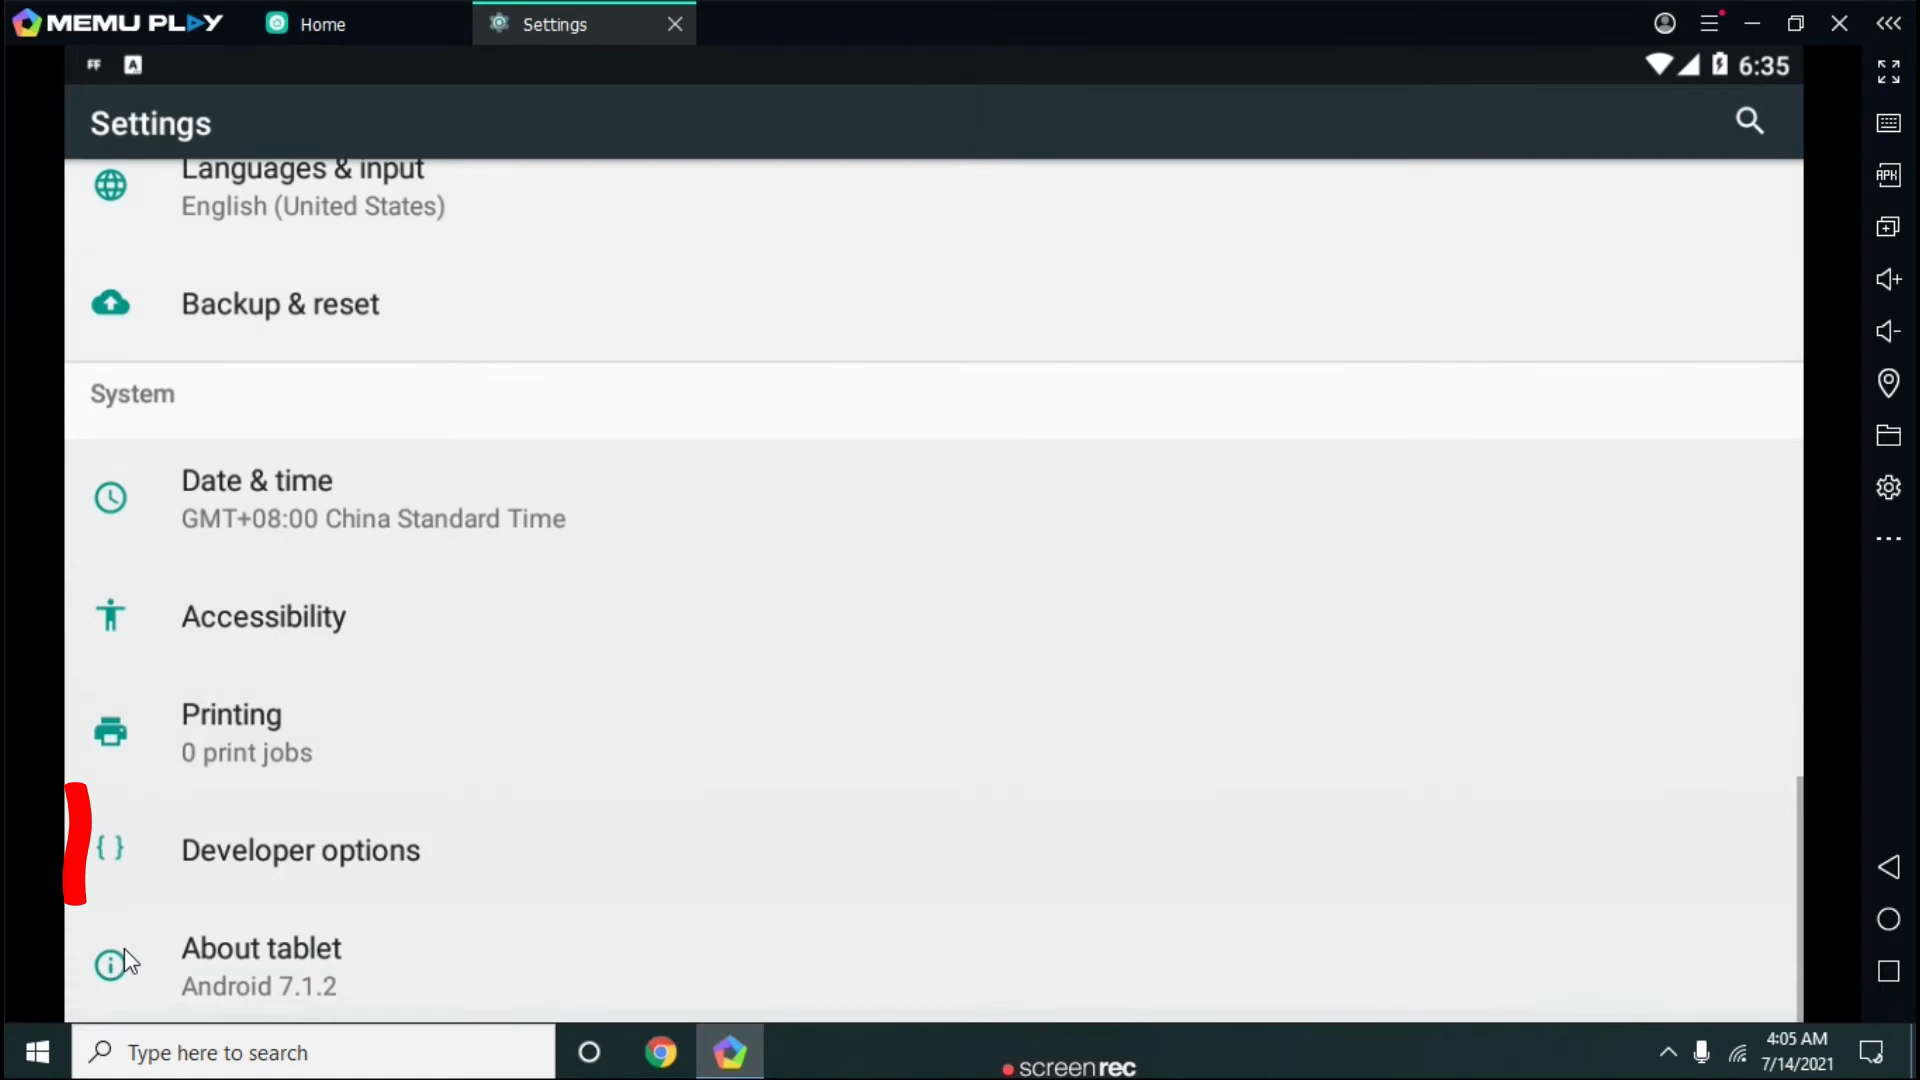 MEMU PLAY
Home
Settings
FF
A
6:35
Settings
Languages & input
English (United States)
Backup & reset
System
Date & time
GMT+08:00 China Standard Time
Accessibility
Printing
0 print jobs
{ } Developer options
About tablet
Android 7.1.2
APK
Type here to search
screenrec
4:05 AM
7/14/2021